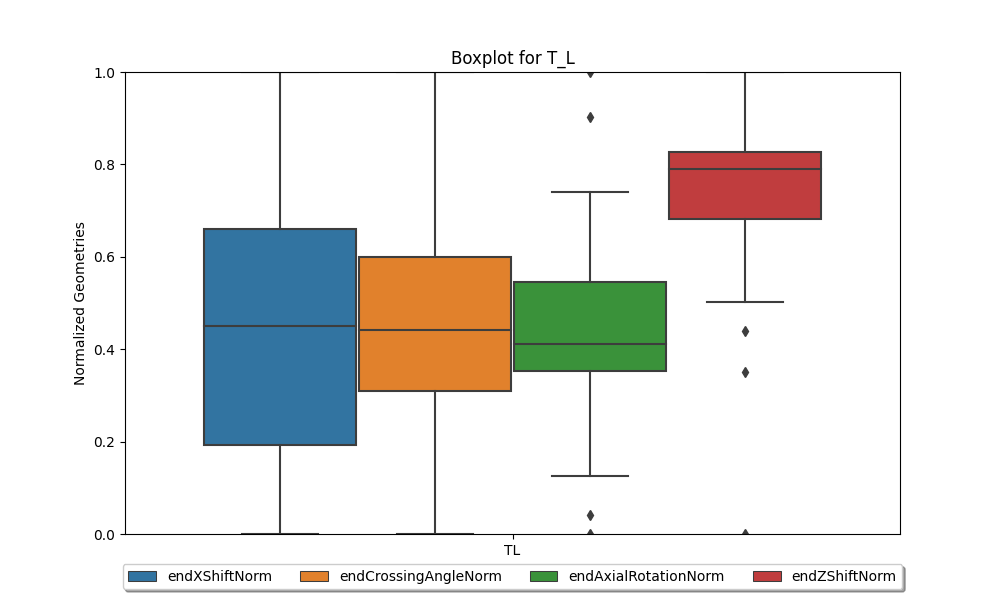 Boxplot for T_L
Normalized Geometries
1.0
0.8
0.6
0.4
0.2
0.0
TL
endXShiftNorm endCrossingAngleNorm endAxialRotationNorm endZShiftNorm